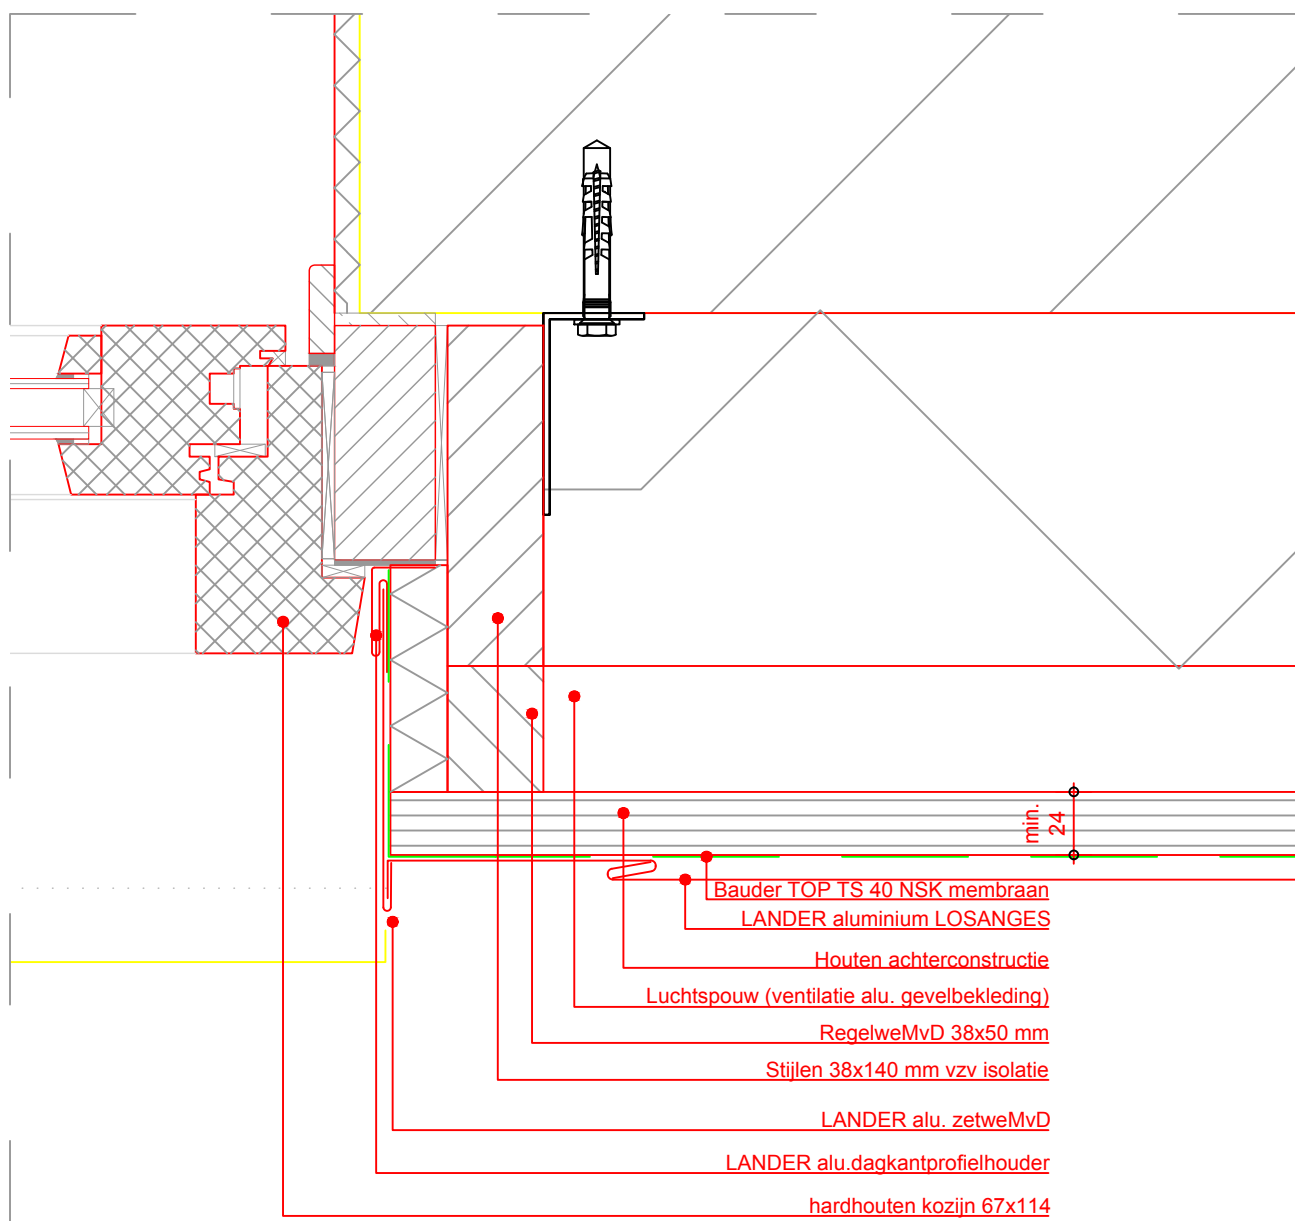 min.
24
Bauder TOP TS 40 NSK membraan
LANDER aluminium LOSANGES
Houten achterconstructie
Luchtspouw (ventilatie alu. gevelbekleding)
RegelweMvD 38x50 mm
Stijlen 38x140 mm vzv isolatie
LANDER alu. zetweMvD
LANDER alu.dagkantprofielhouder
hardhouten kozijn 67x114